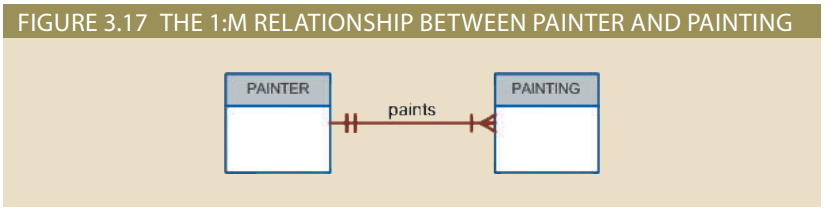 FIGURE 3.17 THE 1:M RELATIONSHIP BETWEEN PAINTER AND PAINTING
PAINTER
paints
PAINTING